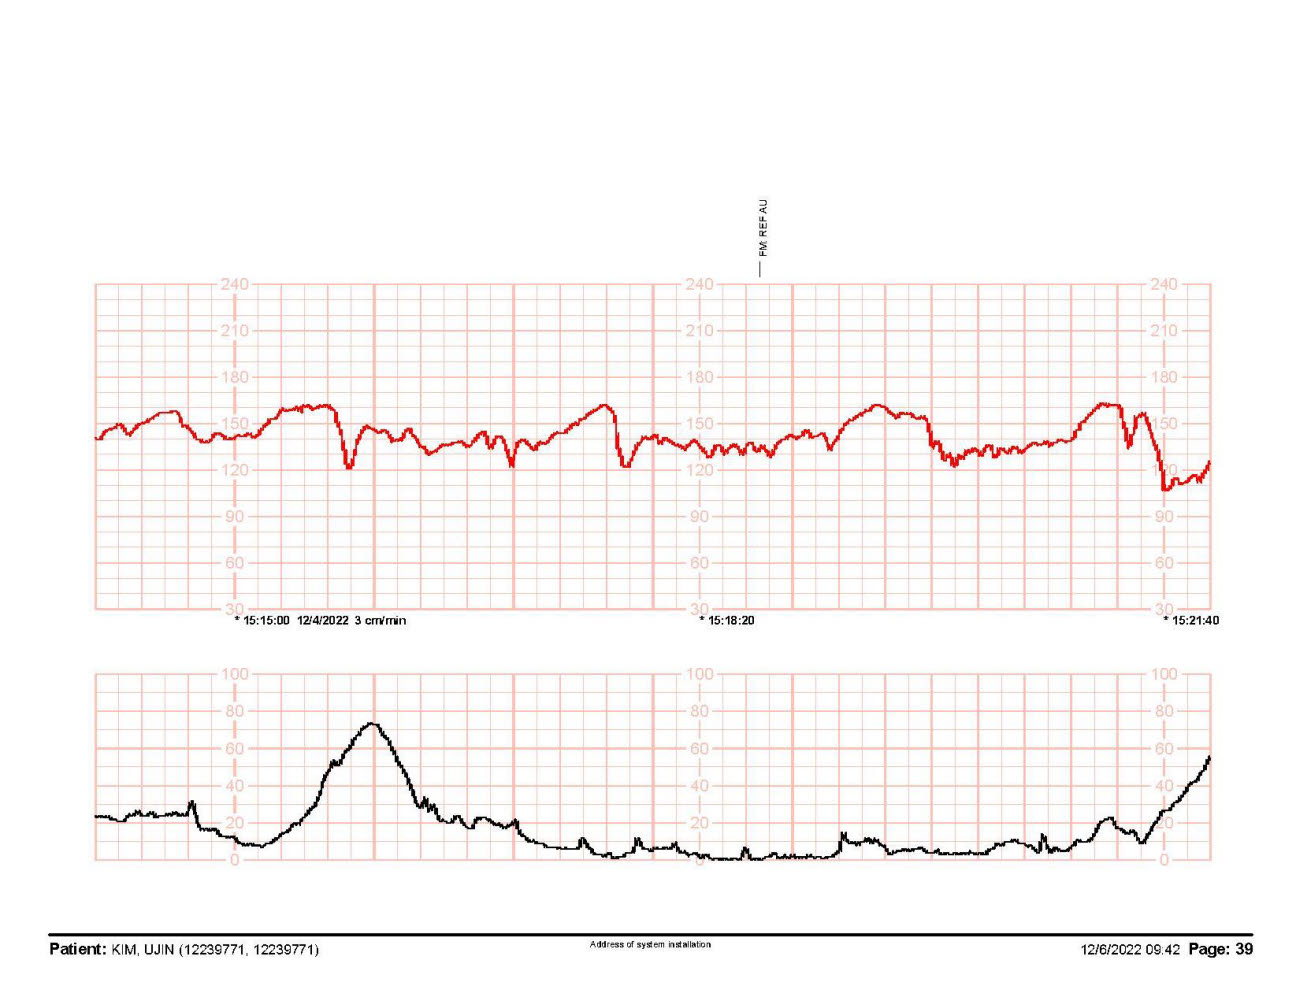 FM: REF AU
240 240 240
210 210 210
180 180 180
150 150 150
120 120 120
90 90 90
60 60 60
30 30 30
* 15:15:00 12/4/2022 3 cm/min * 15:18:20 * 15:21:40
100 100 100
80 80 80
60 60 60
40 40 40
20 20 20
0 0 0
Patient: KIM, UJIN (12239771, 12239771) Address of system installation 12/6/2022 09:42 Page: 39